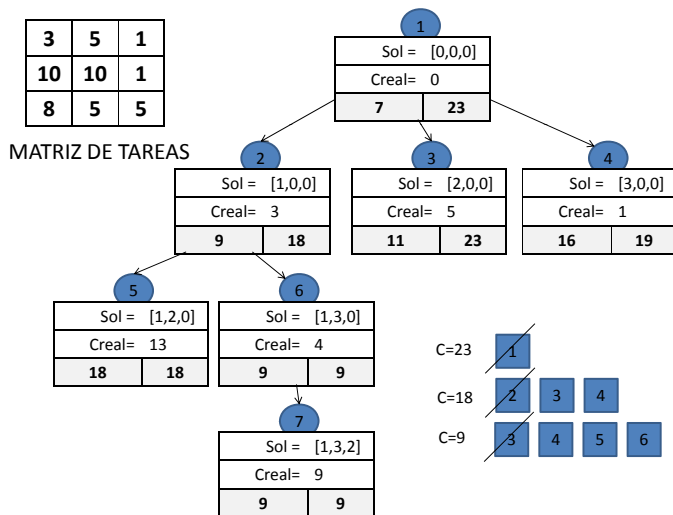 3 5 1
10 10 1
8 5 5
MATRIZ DE TAREAS
1
Sol = [0,0,0]
Creal= 0
7 23
2
Sol = [1,0,0]
Creal= 3
9 18
3
Sol = [2,0,0]
Creal= 5
11 23
4
Sol = [3,0,0]
Creal= 1
16 19
5
Sol = [1,2,0]
Creal= 13
18 18
6
Sol = [1,3,0]
Creal= 4
9 9
7
Sol = [1,3,2]
Creal= 9
9 9
C=23 1
C=18 2 3 4
C=9 3 4 5 6